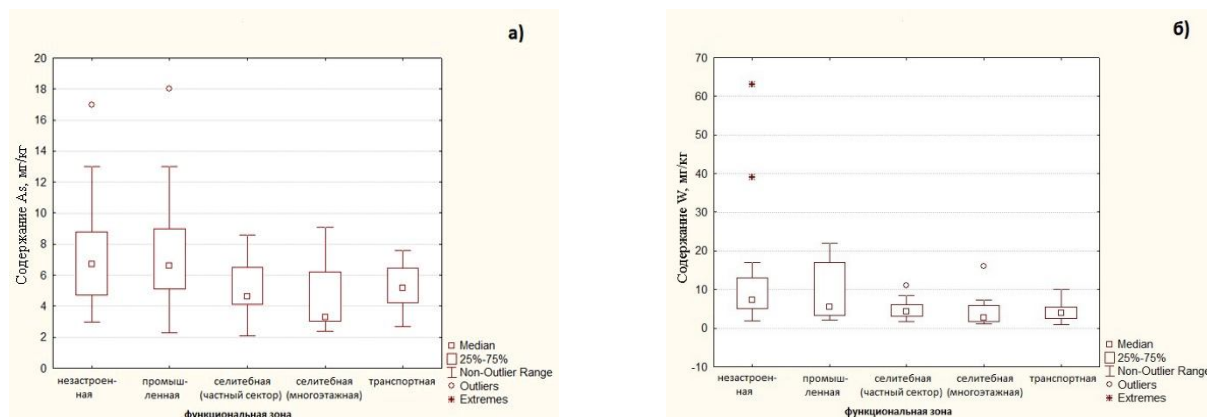 а)
Содержание As, мг/кг
20
18
16
14
12
10
8
6
4
2
0
незастроен-
ная
промыш-
ленная
селитебная
(частный сектор)
селитебная
(многоэтажная)
транспортная
функциональная зона
Median
25%-75%
Non-Outlier Range
Outliers
Extremes
б)
Содержание W, мг/кг
70
60
50
40
30
20
10
0
-10
незастроен-
ная
промыш-
ленная
селитебная
(частный сектор)
селитебная
(многоэтажная)
транспортная
функциональная зона
Median
25%-75%
Non-Outlier Range
Outliers
Extremes